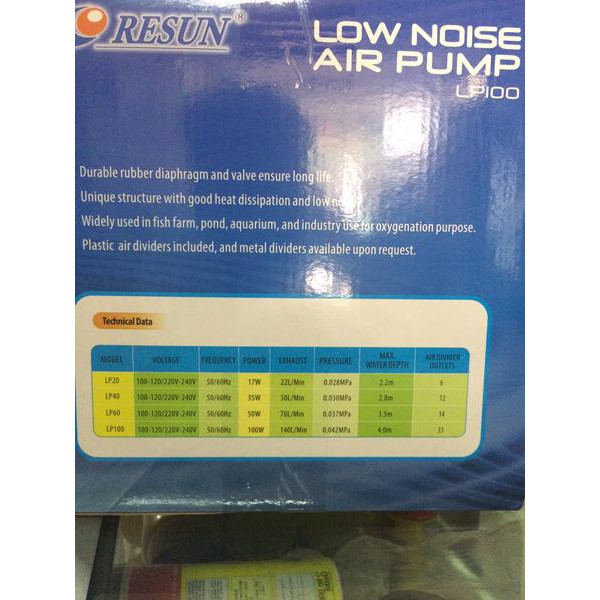 RESUN®
LOW NOISE
AIR PUMP
LP100
Durable rubber diaphragm and valve ensure long life.
Unique structure with good heat dissipation and low
Widely used in fish farm, pond, aquarium, and industry use for oxygenation purpose.
Plastic air dividers included, and metal dividers available upon request.
Technical Data
MODEL VOLTAGE FREQUENCY POWER EXHAUST PRESSURE MAX. WATER DEPTH AIR DIVIDER OUTLETS
LP20 100-120/220V-240V 50/60Hz 17W 22L/Min 0.028MPa 2.2m 6
LP40 100-120/220V-240V 50/60Hz 35W 50L/Min 0.030MPa 2.8m 12
LP60 100-120/220V-240V 50/60Hz 50W 70L/Min 0.037MPa 3.5m 14
LP100 100-120/220V-240V 50/60Hz 100W 140L/Min 0.042MPa 4.0m 33